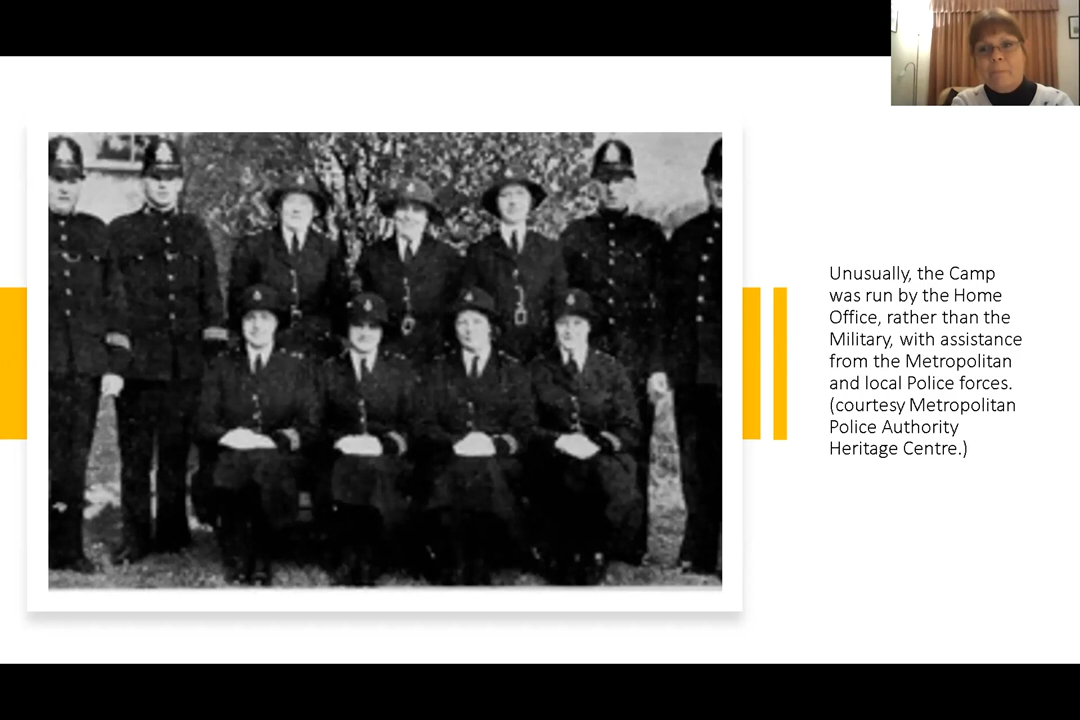 Unusually, the Camp
was run by the Home
Office, rather than the
Military, with assistance
from the Metropolitan
and local Police forces.
(courtesy Metropolitan
Police Authority
Heritage Centre.)